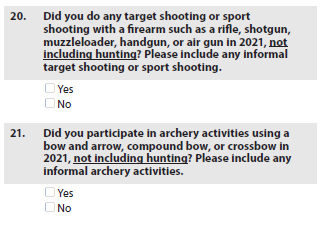 20. Did you do any target shooting or sport
shooting with a firearm such as a rifle, shotgun,
muzzleloader, handgun, or air gun in 2021, not
including hunting? Please include any informal
target shooting or sport shooting.
Yes
No
21. Did you participate in archery activities using a
bow and arrow, compound bow, or crossbow in
2021, not including hunting? Please include any
informal archery activities.
Yes
No